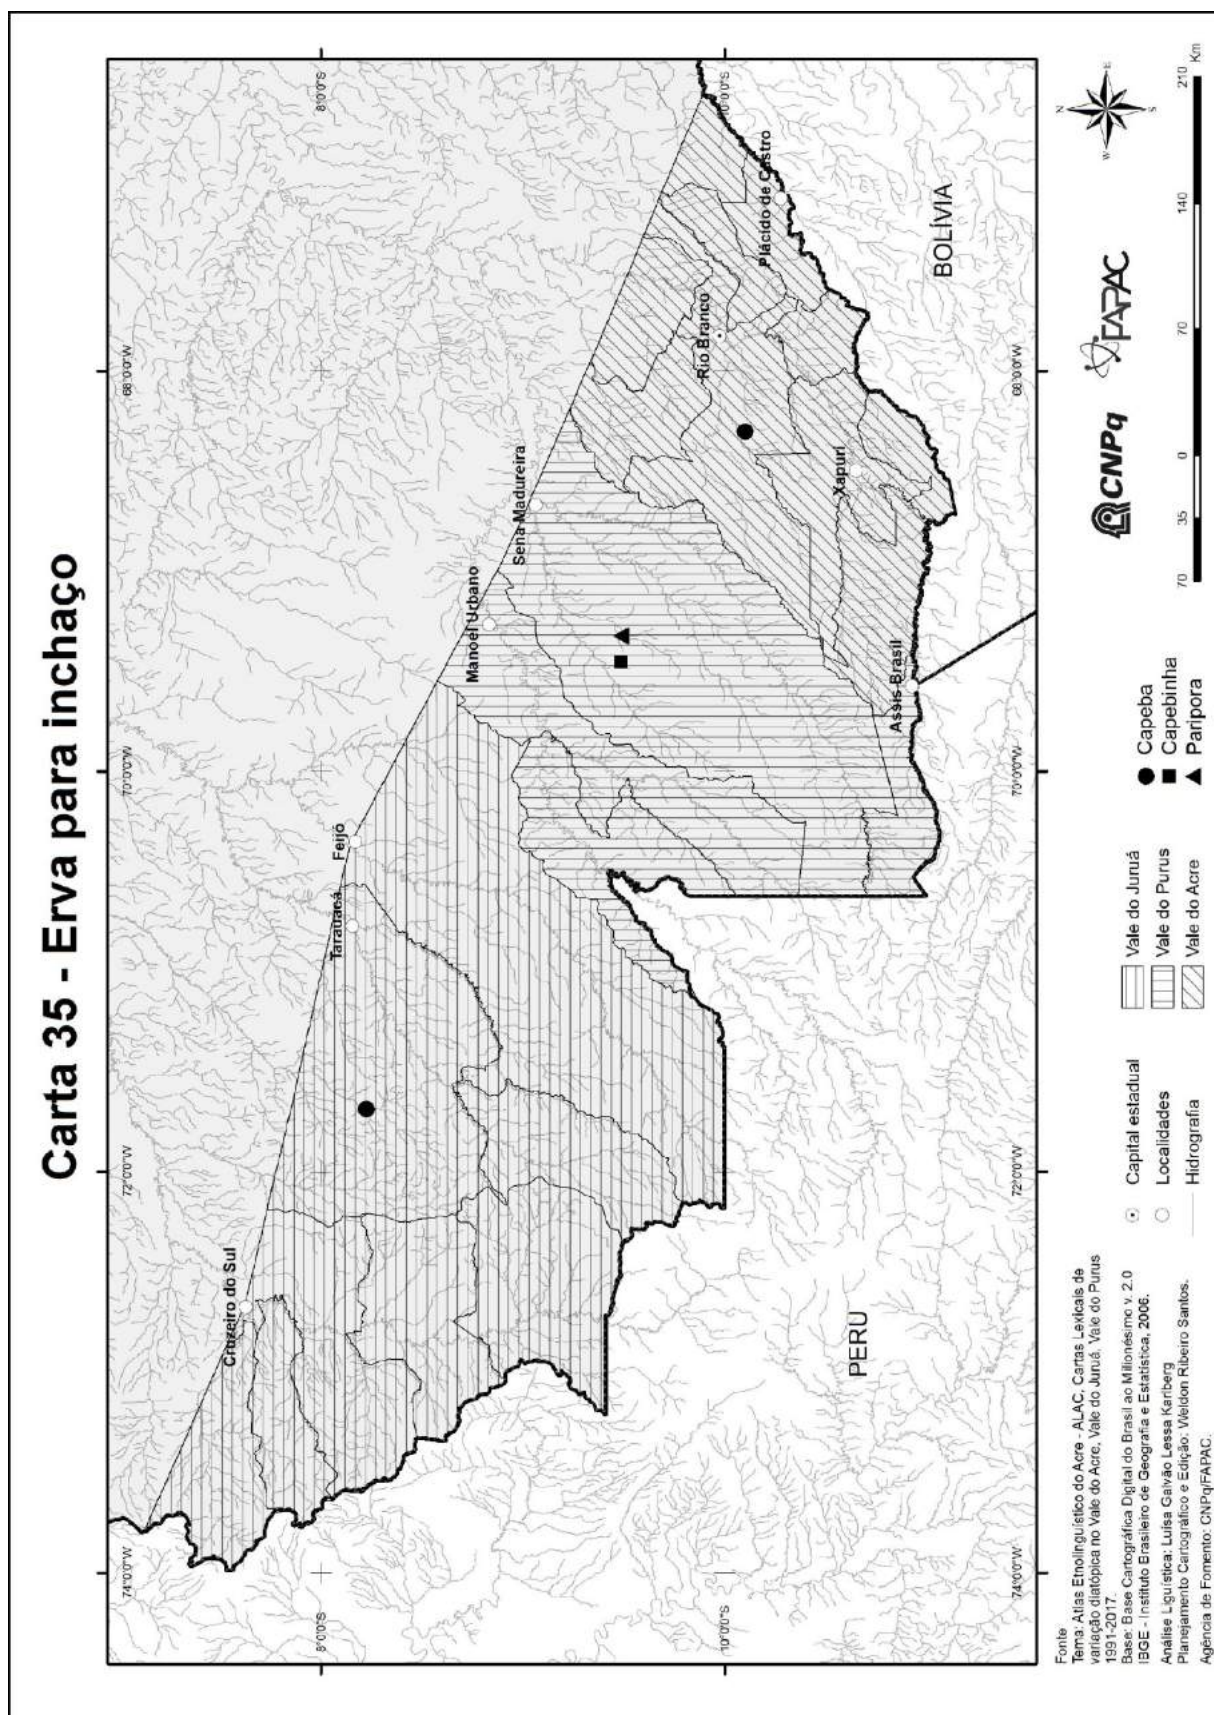 Carta 35 - Erva para inchaço
74°0'0"W
72°0'0"W
70°0'0"W
68°0'0"W
8°0'0"S
8°0'0"S
Cruzeiro do Sul
Tarauacá
Feijó
Manoel Urbano
Sena Madureira
Rio Branco
Plácido de Castro
Xapuri
Assis Brasil
10°0'0"S
10°0'0"S
PERU
BOLÍVIA
74°0'0"W
72°0'0"W
70°0'0"W
68°0'0"W
Fonte
Tema: Atlas Etnolinguístico do Acre - ALAC, Cartas Lexicais de
variação diatópica no Vale do Acre, Vale do Juruá, Vale do Purus
1991-2017.
Base: Base Cartográfica Digital do Brasil ao Milionésimo v. 2.0
IBGE - Instituto Brasileiro de Geografia e Estatística, 2006.
Análise Liguística: Luísa Galvão Lessa Karlberg
Planejamento Cartográfico e Edição: Weldon Ribeiro Santos.
Agência de Fomento: CNPq/FAPAC.
Capital estadual
Localidades
Hidrografia
Vale do Juruá
Vale do Purus
Vale do Acre
Capeba
Capebinha
Paripora
CNPq
FAPAC
N
W
E
S
70 35 0 70 140 210
Km